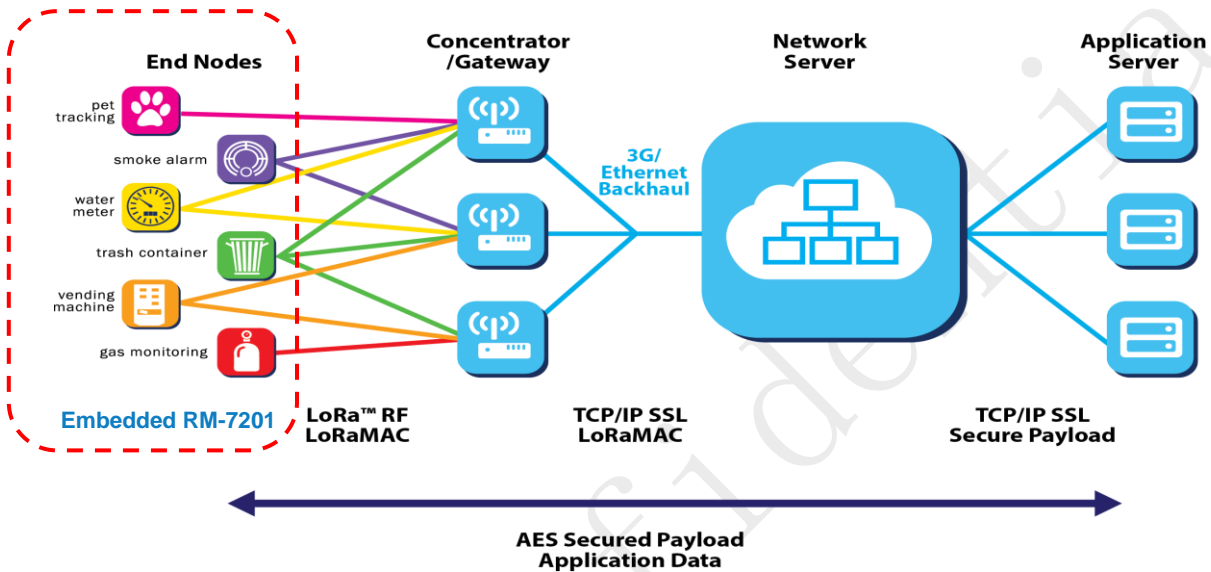 End Nodes
Concentrator
/Gateway
Network
Server
Application
Server
pet
tracking
smoke alarm
water
meter
trash container
vending
machine
gas monitoring
3G/
Ethernet
Backhaul
Embedded RM-7201
LoRa™ RF
LoRaMAC
TCP/IP SSL
LoRaMAC
TCP/IP SSL
Secure Payload
AES Secured Payload
Application Data
fidentia